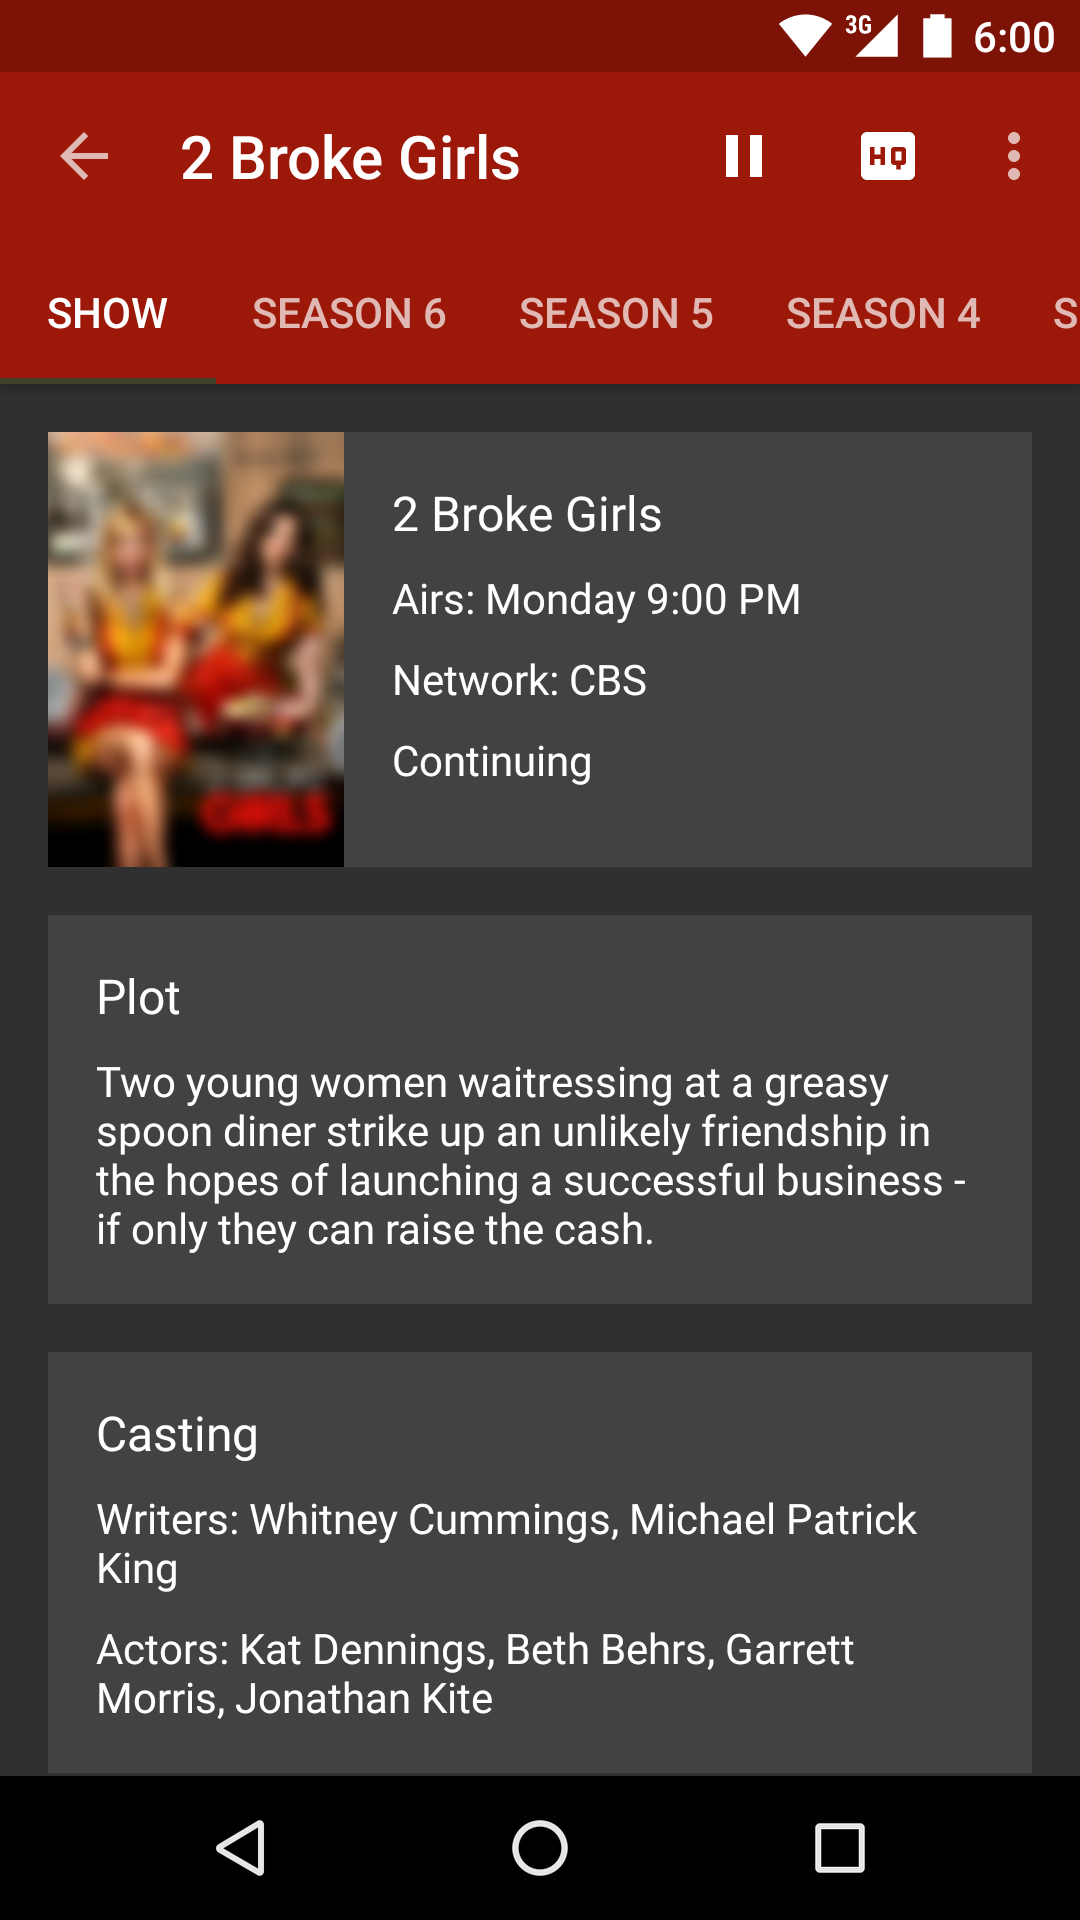 3G 6:00
2 Broke Girls HQ
SHOW SEASON 6 SEASON 5 SEASON 4 S
2 Broke Girls
Airs: Monday 9:00 PM
Network: CBS
Continuing
GIRLS
Plot
Two young women waitressing at a greasy
spoon diner strike up an unlikely friendship in
the hopes of launching a successful business -
if only they can raise the cash.
Casting
Writers: Whitney Cummings, Michael Patrick
King
Actors: Kat Dennings, Beth Behrs, Garrett
Morris, Jonathan Kite